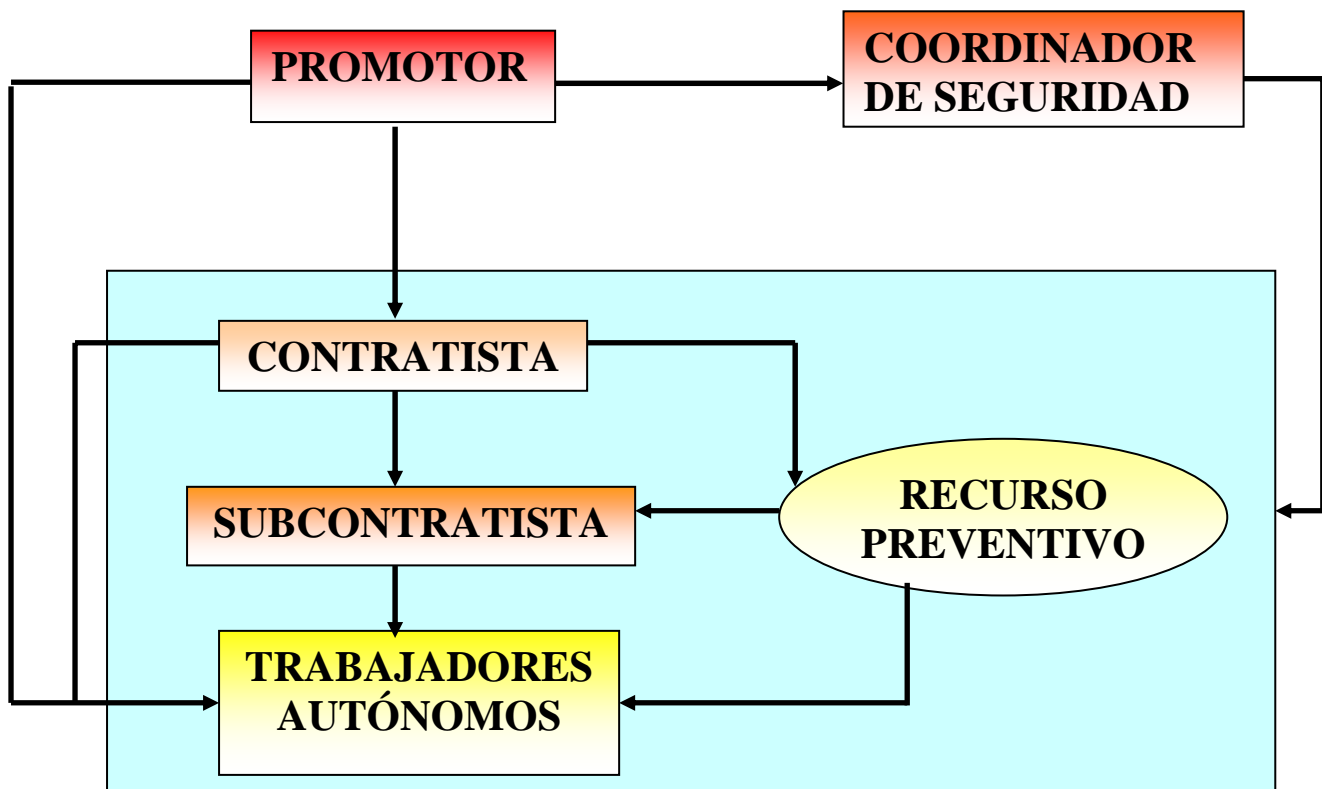 PROMOTOR
COORDINADOR
DE SEGURIDAD
CONTRATISTA
SUBCONTRATISTA
RECURSO
PREVENTIVO
TRABAJADORES
AUTÓNOMOS